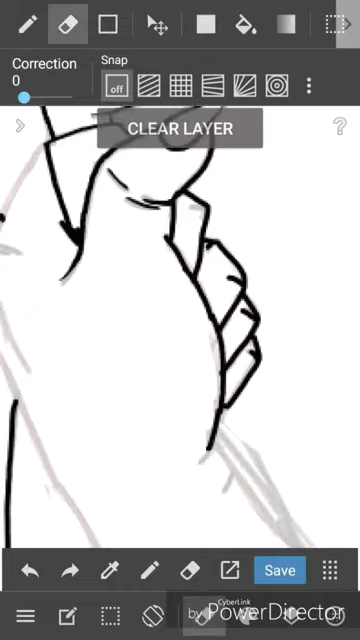 Correction
0
Snap
off
CLEAR LAYER
?
Save
CyberLink
by PowerDirector